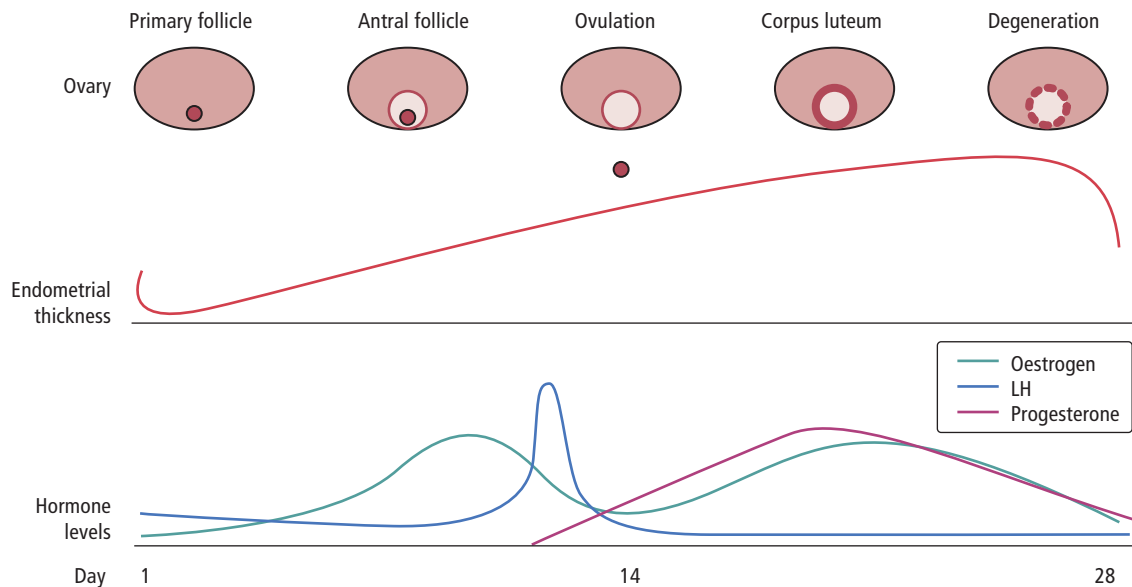 Primary follicle
Antral follicle
Ovulation
Corpus luteum
Degeneration
Ovary
Endometrial
thickness
Oestrogen
LH
Progesterone
Hormone
levels
Day
1
14
28